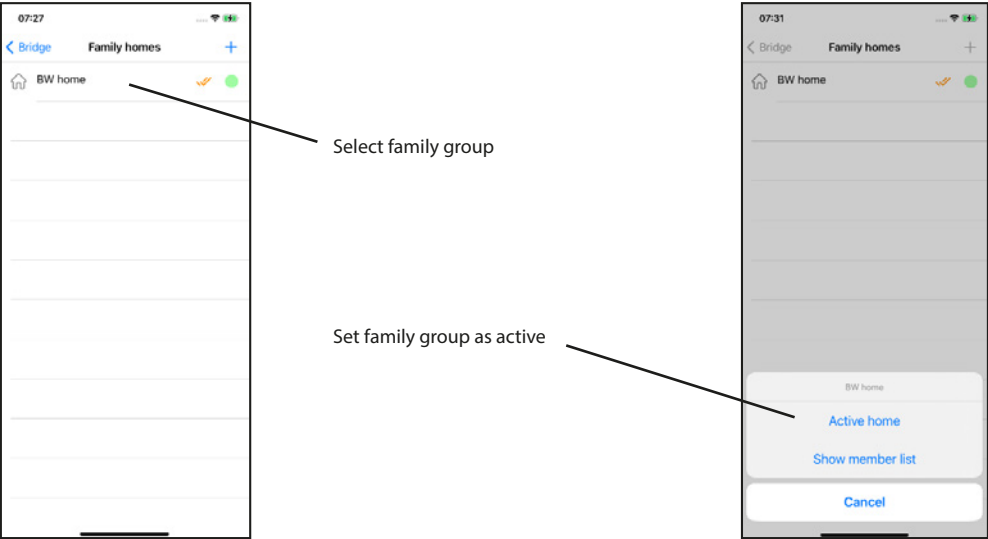 07:27
Bridge
Family homes
+
BW home
Select family group
Set family group as active
07:31
Bridge
Family homes
+
BW home
BW home
Active home
Show member list
Cancel